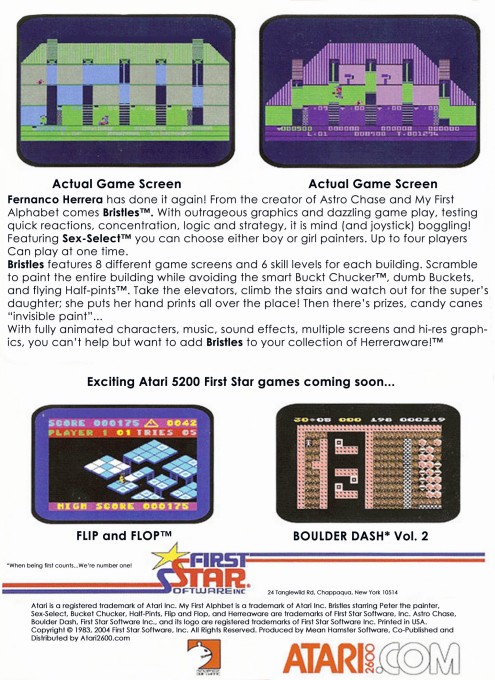 Actual Game Screen
Actual Game Screen
Fernanco Herrera has done it again! From the creator of Astro Chase and My First
Alphabet comes Bristles™. With outrageous graphics and dazzling game play, testing
quick reactions, concentration, logic and strategy, it is mind (and joystick) boggling!
Featuring Sex-Select™ you can choose either boy or girl painters. Up to four players
Can play at one time.
Bristles features 8 different game screens and 6 skill levels for each building. Scramble
to paint the entire building while avoiding the smart Buckt Chucker™, dumb Buckets,
and flying Half-pints™. Take the elevators, climb the stairs and watch out for the super's
daughter; she puts her hand prints all over the place! Then there's prizes, candy canes
"invisible paint"...
With fully animated characters, music, sound effects, multiple screens and hi-res graph-
ics, you can't help but want to add Bristles to your collection of Herreraware!™
Exciting Atari 5200 First Star games coming soon...
SCORE 000175 0042
PLAYER 1 01 TRIES 05
HIGH SCORE 000175
30+05 000 198 000219
FLIP and FLOP™
BOULDER DASH* Vol. 2
"When being first counts...We're number one!
FIRST
STAR
SOFTWARE INC
24 Tanglewild Rd, Chappaqua, New York 10514
Atari is a registered trademark of Atari Inc. My First Alphbet is a trademark of Atari Inc. Bristles starring Peter the painter,
Sex-Select, Bucket Chucker, Half-Pints, Flip and Flop, and Herreaware are trademarks of First Star Software, Inc. Astro Chase,
Boulder Dash, First Star Software Inc., and its logo are registered trademarks of First Star Software Inc. Printed in USA.
Copyright © 1983, 2004 First Star Software, Inc. All Rights Reserved. Produced by Mean Hamster Software, Co-Published and
Distributed by Atari2600.com
ATARI2600.COM